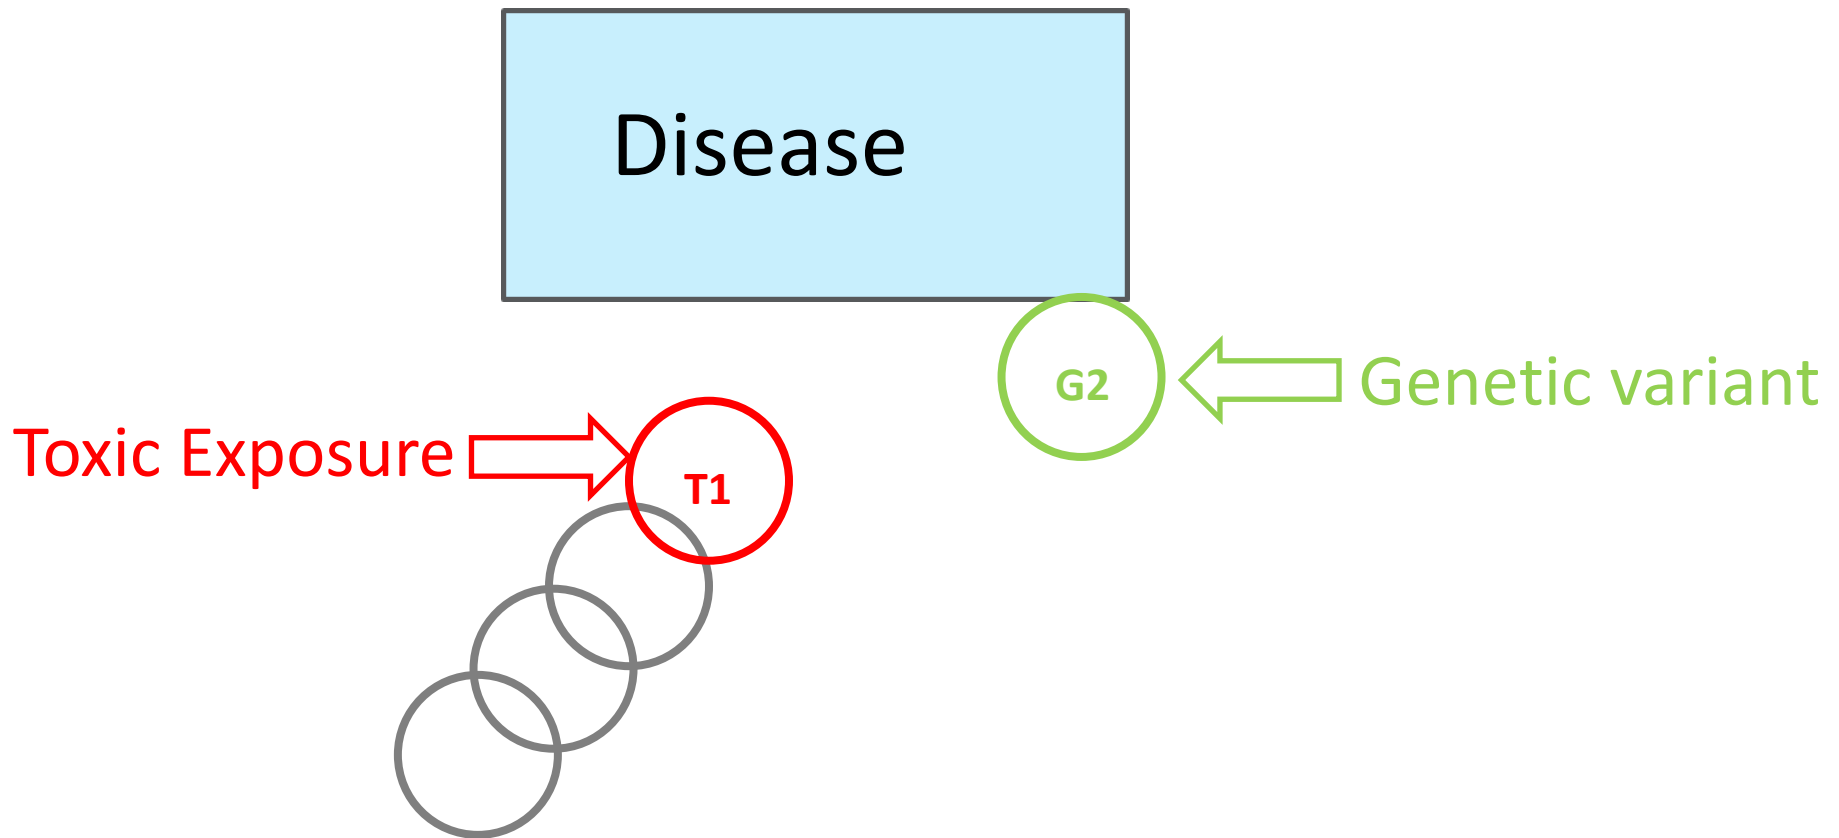 Disease
G2
Genetic variant
Toxic Exposure
T1